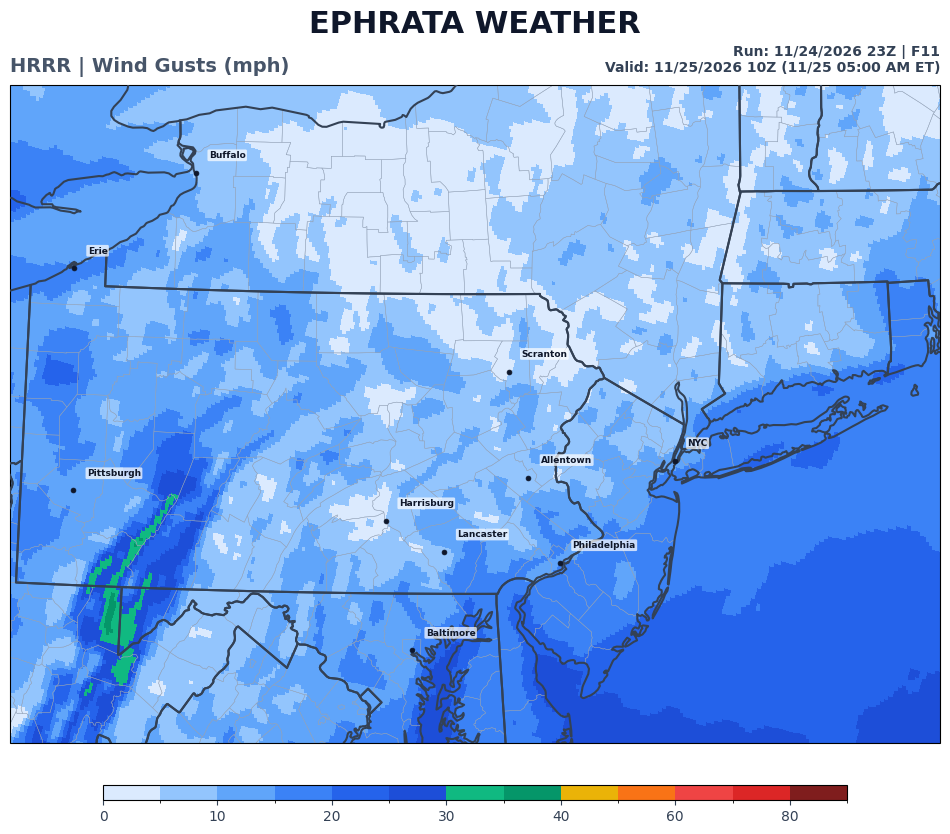 EPHRATA WEATHER
HRRR | Wind Gusts (mph)
Run: 11/24/2026 23Z | F11
Valid: 11/25/2026 10Z (11/25 05:00 AM ET)
Buffalo
Erie
Scranton
NYC
Allentown
Pittsburgh
Harrisburg
Lancaster
Philadelphia
Baltimore
0 10 20 30 40 50 60 70 80